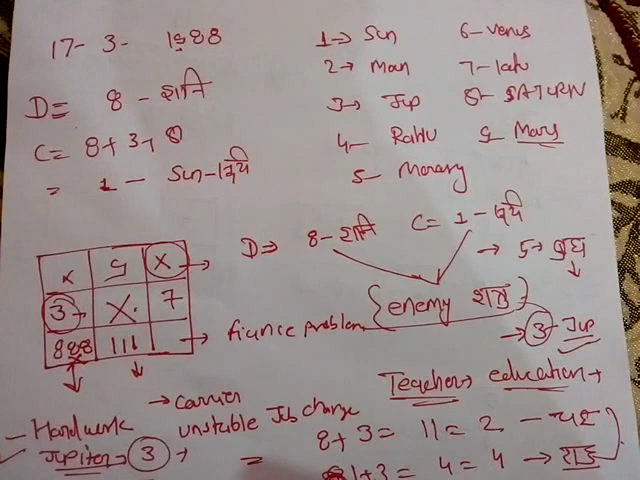 17- 3- 1988
1→ Sun 6- venus
2→ Moon 7- ketu
D= 8 - शनि
3→ Jup 8- SATURN
C= 8+3+8
4- Rahu 9- Mars
= 1 - Sun - सूर्य
5- Morcary
D⇒ 8 - शनि C= 1 - सूर्य
→ 5→ बुध
x 9 X
3 X. 7
888 111
{enemy शत्रु}
→ 3 - Jup
finance problem
Teacher, education +
→ carrier
- Hardwork unstable Job change
Jupiter→ 3 +
8+3= 11= 2 -
= 1+3= 4= 4 → राहु